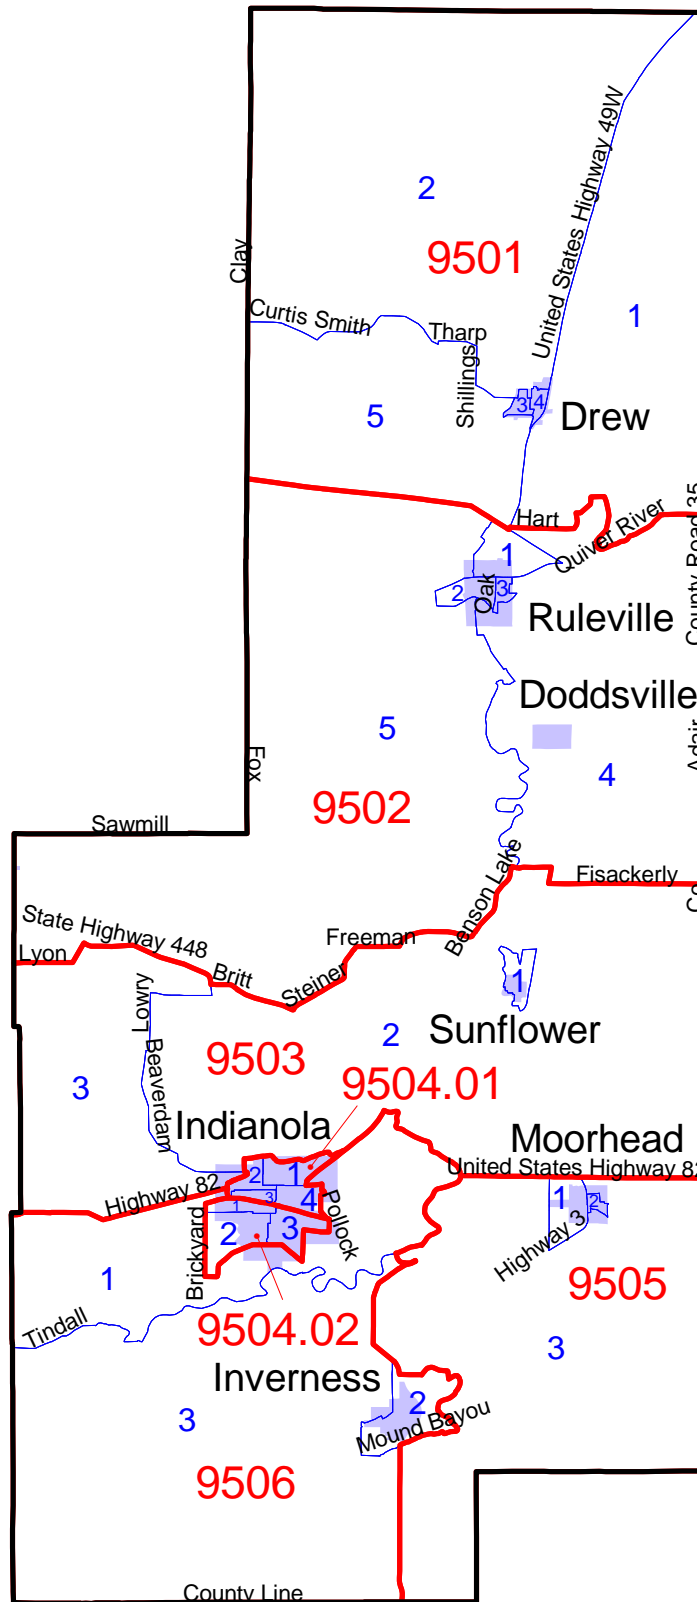 United States Highway 49W
2
Clay
9501
1
Curtis Smith
Tharp
Shillings
3
4
5
Drew
Hart
Quiver River
County Road 35
1
2
Oak
3
Ruleville
Doddsville
5
Adair
4
Fox
9502
Sawmill
Benson Lake
Fisackerly
State Highway 448
Freeman
Lyon
Britt
Steiner
1
Lowry
Sunflower
2
9503
Beaverdam
3
9504.01
Indianola
Moorhead
United States Highway 82
2
1
Highway 82
3
4
1
Pollock
1
2
Brickyard
2
3
Highway 3
1
9505
Tindall
9504.02
3
Inverness
2
3
Mound Bayou
9506
County Line